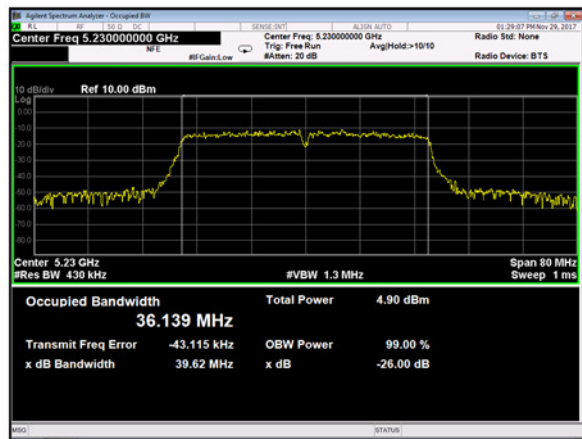 Agilent Spectrum Analyzer - Occupied BW
RL RF 50 Ω DC SENSE:INT ALIGN AUTO 01:29:07 PM Nov 29, 2017
Center Freq 5.230000000 GHz Center Freq: 5.230000000 GHz Radio Std: None
NFE Trig: Free Run Avg|Hold:>10/10
#IFGain:Low #Atten: 20 dB Radio Device: BTS
10 dB/div Ref 10.00 dBm
Log
0.00
-10.0
-20.0
-30.0
-40.0
-50.0
-60.0
-70.0
-80.0
Center 5.23 GHz Span 80 MHz
#Res BW 430 kHz #VBW 1.3 MHz Sweep 1 ms
Occupied Bandwidth Total Power 4.90 dBm
36.139 MHz
Transmit Freq Error -43.115 kHz OBW Power 99.00 %
x dB Bandwidth 39.62 MHz x dB -26.00 dB
MSG STATUS